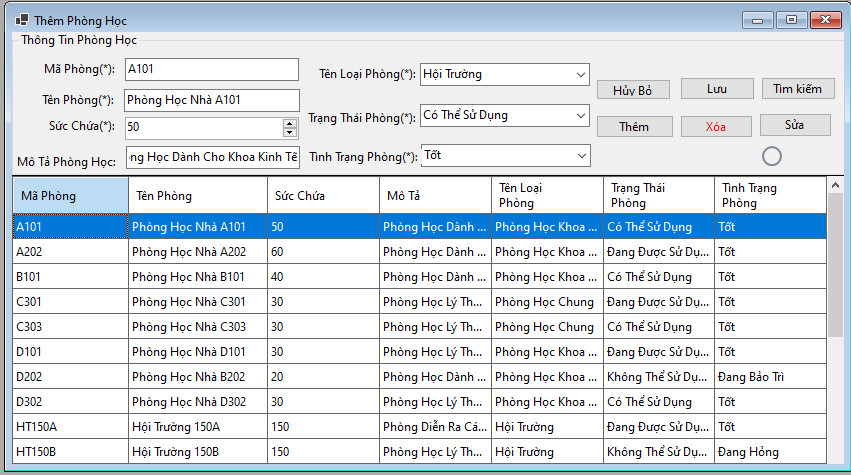 Thêm Phòng Học
Thông Tin Phòng Học
Mã Phòng(*): A101
Tên Loại Phòng(*): Hội Trường
Hủy Bỏ Lưu Tìm kiếm
Tên Phòng(*): Phòng Học Nhà A101
Trạng Thái Phòng(*): Có Thể Sử Dụng
Sức Chứa(*): 50
Thêm Xóa Sửa
Mô Tả Phòng Học: ng Học Dành Cho Khoa Kinh Tế
Tình Trạng Phòng(*): Tốt
Mã Phòng Tên Phòng Sức Chứa Mô Tả Tên Loại Phòng Trạng Thái Phòng Tình Trạng Phòng
A101 Phòng Học Nhà A101 50 Phòng Học Dành ... Phòng Học Khoa ... Có Thể Sử Dụng Tốt
A202 Phòng Học Nhà A202 60 Phòng Học Dành ... Phòng Học Khoa ... Đang Được Sử Dụ... Tốt
B101 Phòng Học Nhà B101 40 Phòng Học Dành ... Phòng Học Khoa ... Có Thể Sử Dụng Tốt
C301 Phòng Học Nhà C301 30 Phòng Học Lý Th... Phòng Học Chung Đang Được Sử Dụ... Tốt
C303 Phòng Học Nhà C303 30 Phòng Học Lý Th... Phòng Học Chung Có Thể Sử Dụng Tốt
D101 Phòng Học Nhà D101 30 Phòng Học Lý Th... Phòng Học Khoa ... Đang Được Sử Dụ... Tốt
D202 Phòng Học Nhà B202 20 Phòng Học Dành ... Phòng Học Khoa ... Không Thể Sử Dụng Đang Bảo Trì
D302 Phòng Học Nhà D302 30 Phòng Học Lý Th... Phòng Học Khoa ... Có Thể Sử Dụng Tốt
HT150A Hội Trường 150A 150 Phòng Diễn Ra Cá... Hội Trường Đang Được Sử Dụ... Tốt
HT150B Hội Trường 150B 150 Phòng Học Lý Th... Hội Trường Không Thể Sử Dụng Đang Hỏng